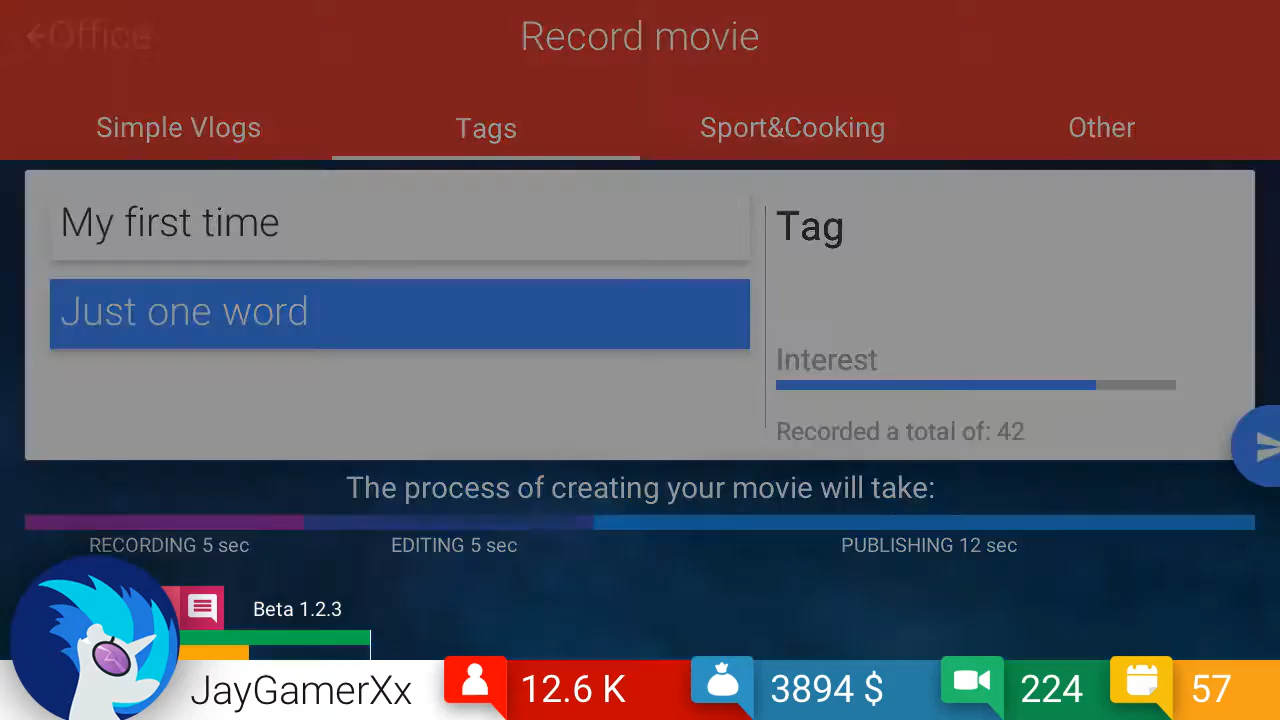 ←Office
Record movie
Simple Vlogs
Tags
Sport&Cooking
Other
My first time
Just one word
Tag
Interest
Recorded a total of: 42
The process of creating your movie will take:
RECORDING 5 sec
EDITING 5 sec
PUBLISHING 12 sec
Beta 1.2.3
JayGamerXx
12.6 K
3894 $
224
57